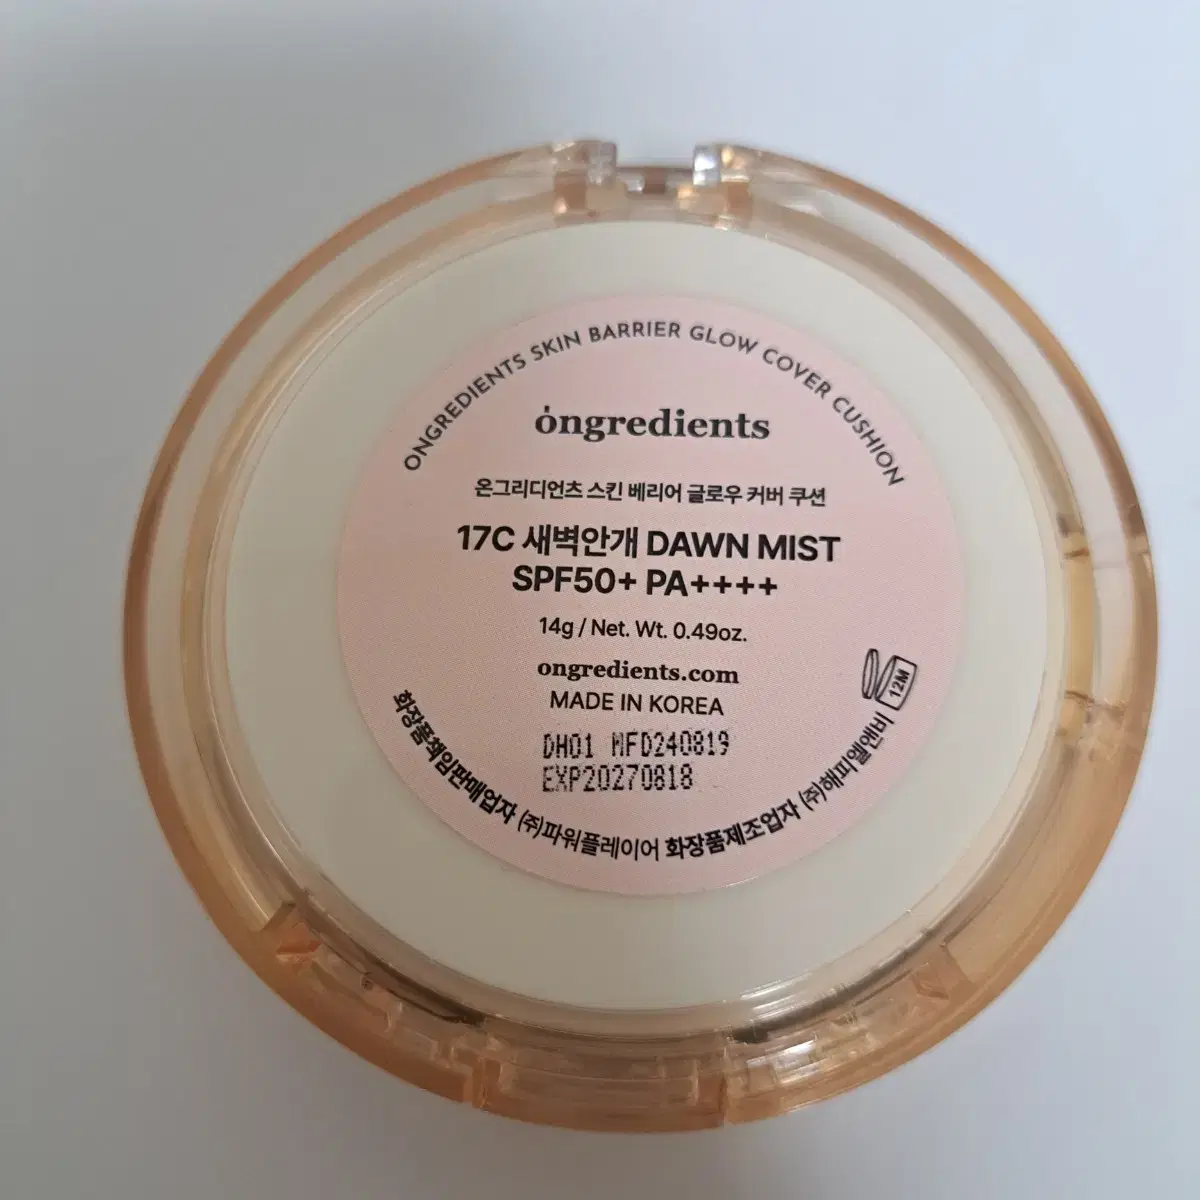 ONGREDIENTS SKIN BARRIER GLOW COVER CUSHION
ongredients
온그리디언츠 스킨 베리어 글로우 커버 쿠션
17C 새벽안개 DAWN MIST
SPF50+ PA++++
14g / Net. Wt. 0.49oz.
ongredients.com
MADE IN KOREA
12M
DH01 MFD240819
EXP20270818
화장품책임판매업자 ㈜파워플레이어 화장품제조업자 ㈜해피엘앤비